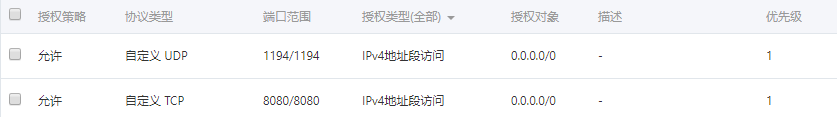 授权策略 协议类型 端口范围 授权类型(全部) 授权对象 描述 优先级
允许 自定义 UDP 1194/1194 IPv4地址段访问 0.0.0.0/0 - 1
允许 自定义 TCP 8080/8080 IPv4地址段访问 0.0.0.0/0 - 1